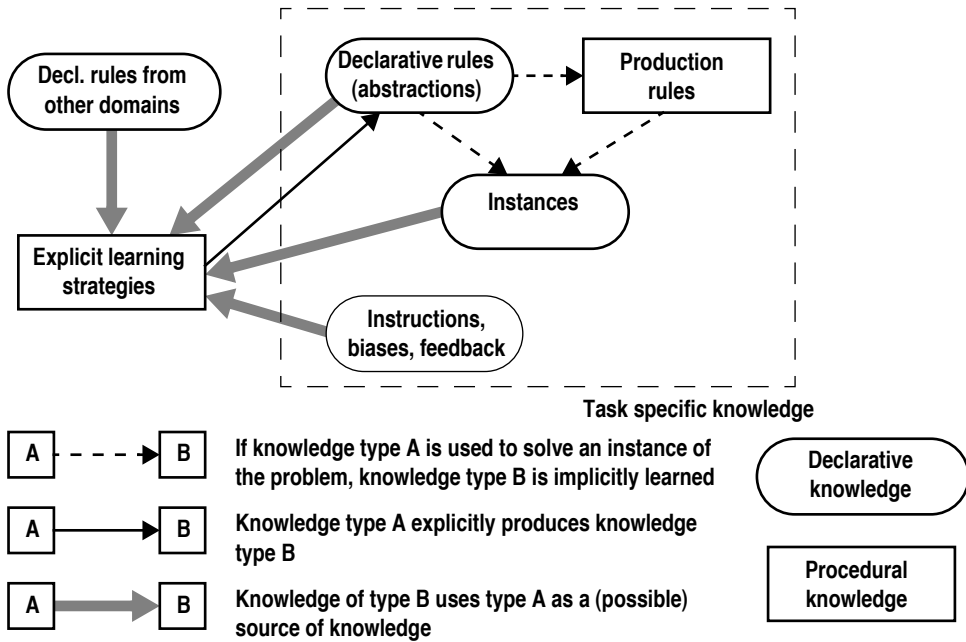 Decl. rules from
other domains
Declarative rules
(abstractions)
Production
rules
Instances
Explicit learning
strategies
Instructions,
biases, feedback
Task specific knowledge
A
B
If knowledge type A is used to solve an instance of
the problem, knowledge type B is implicitly learned
A
B
Knowledge type A explicitly produces knowledge
type B
A
B
Knowledge of type B uses type A as a (possible)
source of knowledge
Declarative
knowledge
Procedural
knowledge